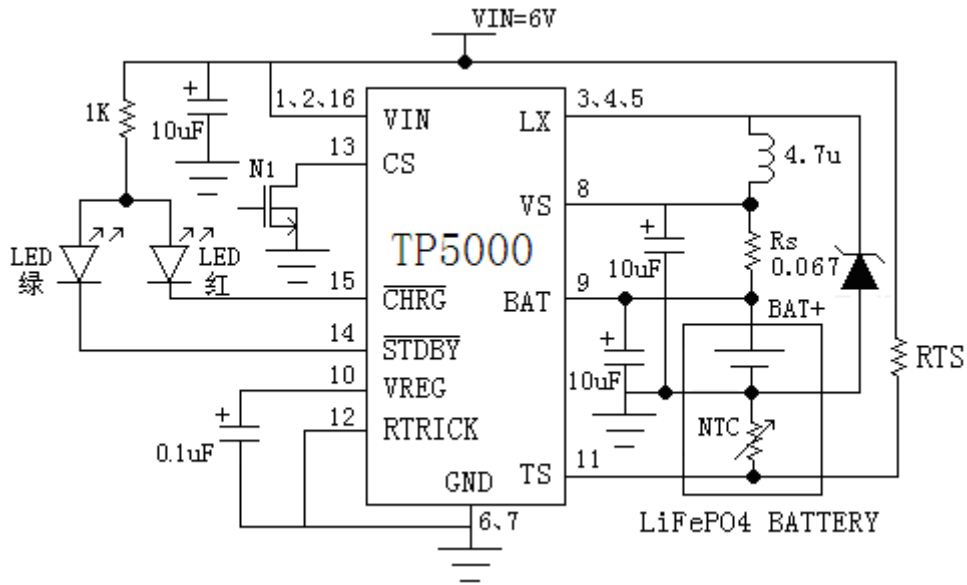 VIN=6V
1K
10uF
1、2、16
VIN
LX
3、4、5
4.7u
13
CS
N1
VS
8
TP5000
Rs
0.067
LED
绿
LED
红
10uF
15
CHRG
BAT
9
BAT+
14
STDBY
RTS
10
VREG
10uF
12
RTRICK
NTC
0.1uF
TS
11
GND
6、7
LiFePO4 BATTERY
+
+
+
+